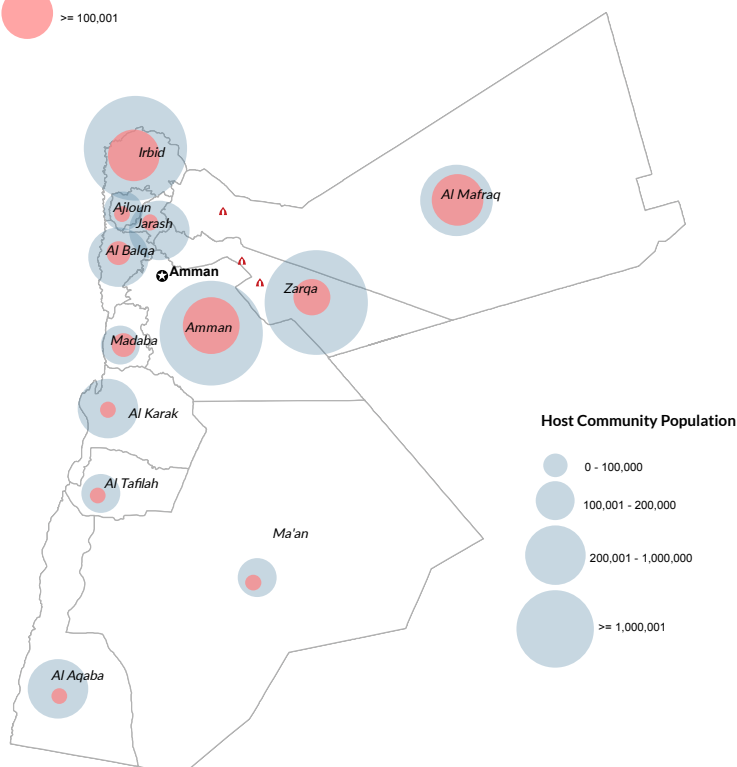 >= 100,001
Irbid
Al Mafraq
Ajloun
Jarash
Al Balqa
Amman
Zarqa
Amman
Madaba
Al Karak
Host Community Population
0 - 100,000
Al Tafilah
100,001 - 200,000
Ma'an
200,001 - 1,000,000
>= 1,000,001
Al Aqaba